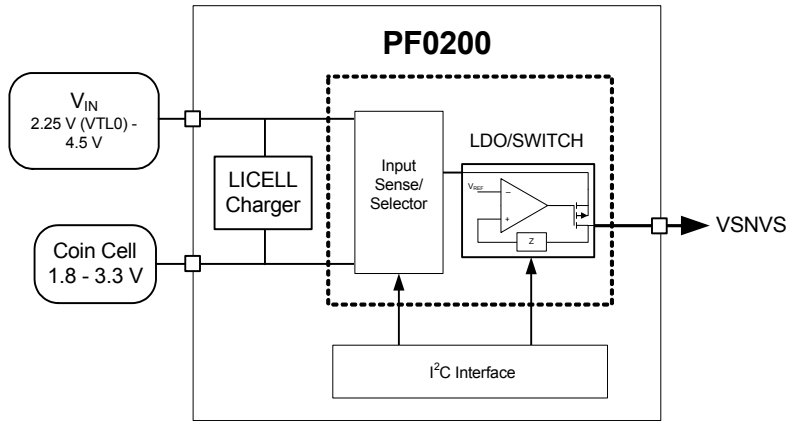 PF0200
VIN
2.25 V (VTL0) -
4.5 V
LICELL
Charger
Coin Cell
1.8 - 3.3 V
Input
Sense/
Selector
LDO/SWITCH
VREF
−
+
Z
VSNVS
I²C Interface